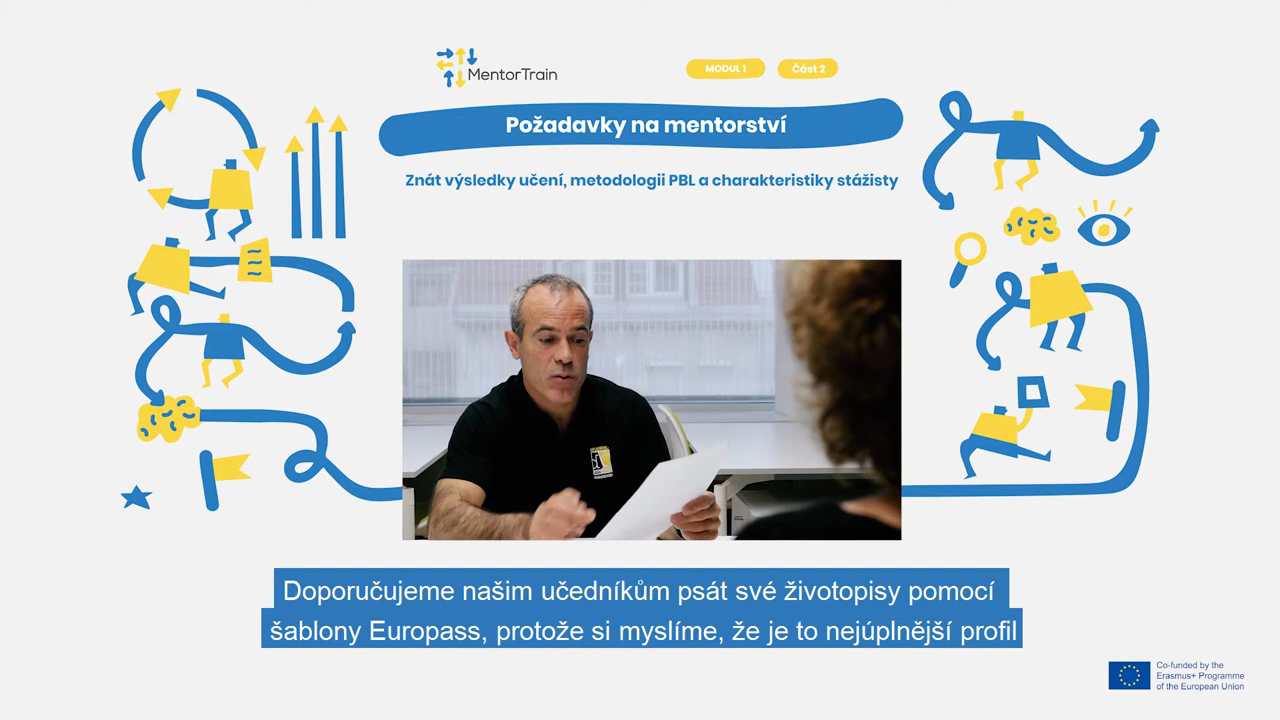 MentorTrain
MODUL 1
Část 2
Požadavky na mentorství
Znát výsledky učení, metodologii PBL a charakteristiky stážisty
Doporučujeme našim učedníkům psát své životopisy pomocí
šablony Europass, protože si myslíme, že je to nejúplnější profil
Co-funded by the
Erasmus+ Programme
of the European Union